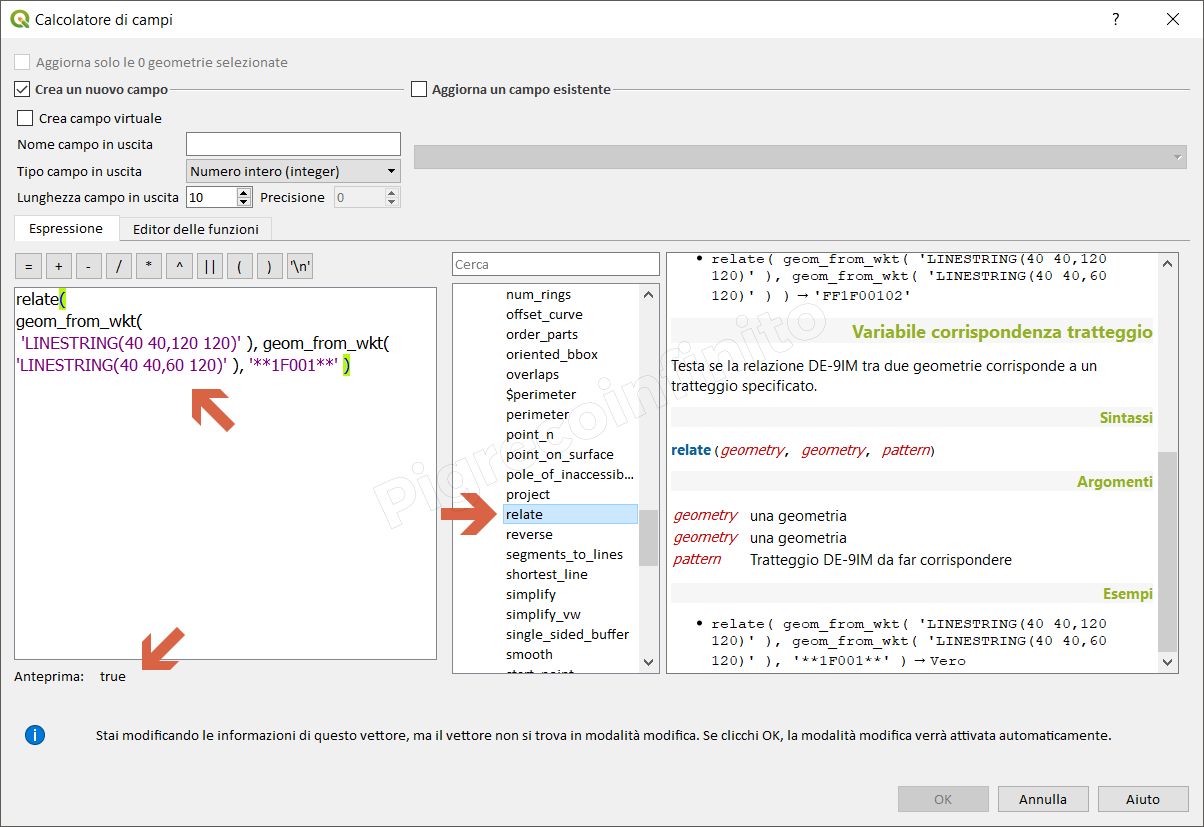 Calcolatore di campi
?
Aggiorna solo le 0 geometrie selezionate
Crea un nuovo campo
Aggiorna un campo esistente
Crea campo virtuale
Nome campo in uscita
Tipo campo in uscita
Numero intero (integer)
Lunghezza campo in uscita
10
Precisione
0
Espressione
Editor delle funzioni
= + - / * ^ || ( ) '\n'
relate(
geom_from_wkt(
'LINESTRING(40 40,120 120)' ), geom_from_wkt(
'LINESTRING(40 40,60 120)' ), '**1F001**' )
Anteprima: true
Cerca
num_rings
offset_curve
order_parts
oriented_bbox
overlaps
$perimeter
perimeter
point_n
point_on_surface
pole_of_inaccessib...
project
relate
reverse
segments_to_lines
shortest_line
simplify
simplify_vw
single_sided_buffer
smooth
start_point
• relate( geom_from_wkt( 'LINESTRING(40 40,120
120)' ), geom_from_wkt( 'LINESTRING(40 40,60
120)' ) ) → 'FF1F00102'
Variabile corrispondenza tratteggio
Testa se la relazione DE-9IM tra due geometrie corrisponde a un
tratteggio specificato.
Sintassi
relate(geometry, geometry, pattern)
Argomenti
geometry una geometria
geometry una geometria
pattern Tratteggio DE-9IM da far corrispondere
Esempi
• relate( geom_from_wkt( 'LINESTRING(40 40,120
120)' ), geom_from_wkt( 'LINESTRING(40 40,60
120)' ), '**1F001**' ) → Vero
Pigrecoinfinito
i
Stai modificando le informazioni di questo vettore, ma il vettore non si trova in modalità modifica. Se clicchi OK, la modalità modifica verrà attivata automaticamente.
OK
Annulla
Aiuto